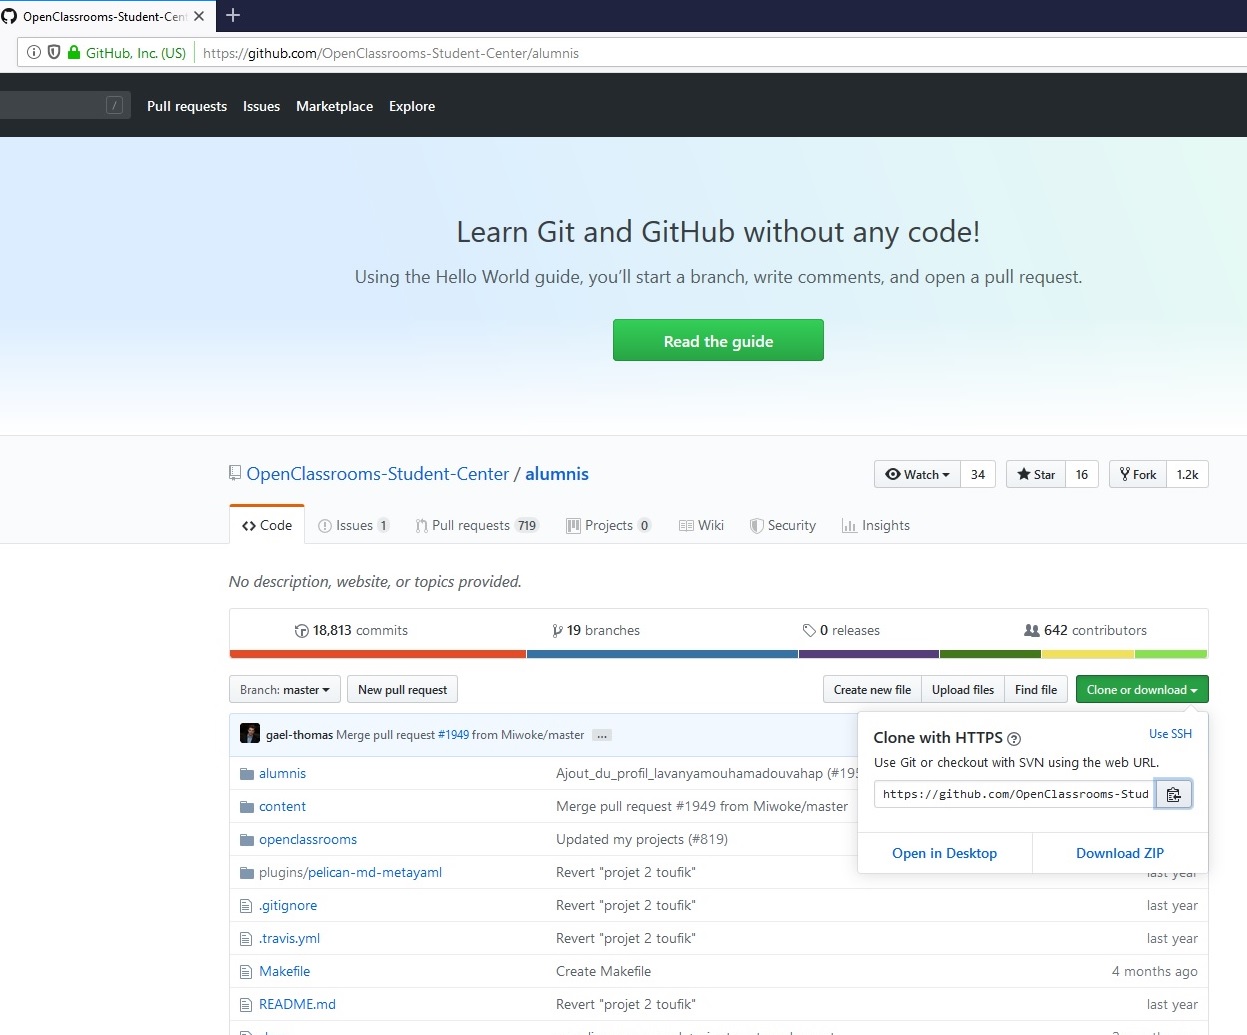 OpenClassrooms-Student-Cent
GitHub, Inc. (US) https://github.com/OpenClassrooms-Student-Center/alumnis
/ Pull requests Issues Marketplace Explore
Learn Git and GitHub without any code!
Using the Hello World guide, you’ll start a branch, write comments, and open a pull request.
Read the guide
OpenClassrooms-Student-Center / alumnis
Watch 34 Star 16 Fork 1.2k
Code Issues 1 Pull requests 719 Projects 0 Wiki Security Insights
No description, website, or topics provided.
18,813 commits 19 branches 0 releases 642 contributors
Branch: master New pull request Create new file Upload files Find file Clone or download
gael-thomas Merge pull request #1949 from Miwoke/master ...
Clone with HTTPS Use SSH
Use Git or checkout with SVN using the web URL.
https://github.com/OpenClassrooms-Stud
Open in Desktop Download ZIP
alumnis Ajout_du_profil_lavanyamouhamadouvahap (#195
content Merge pull request #1949 from Miwoke/master
openclassrooms Updated my projects (#819)
plugins/pelican-md-metayaml Revert "projet 2 toufik" last year
.gitignore Revert "projet 2 toufik" last year
.travis.yml Revert "projet 2 toufik" last year
Makefile Create Makefile 4 months ago
README.md Revert "projet 2 toufik" last year